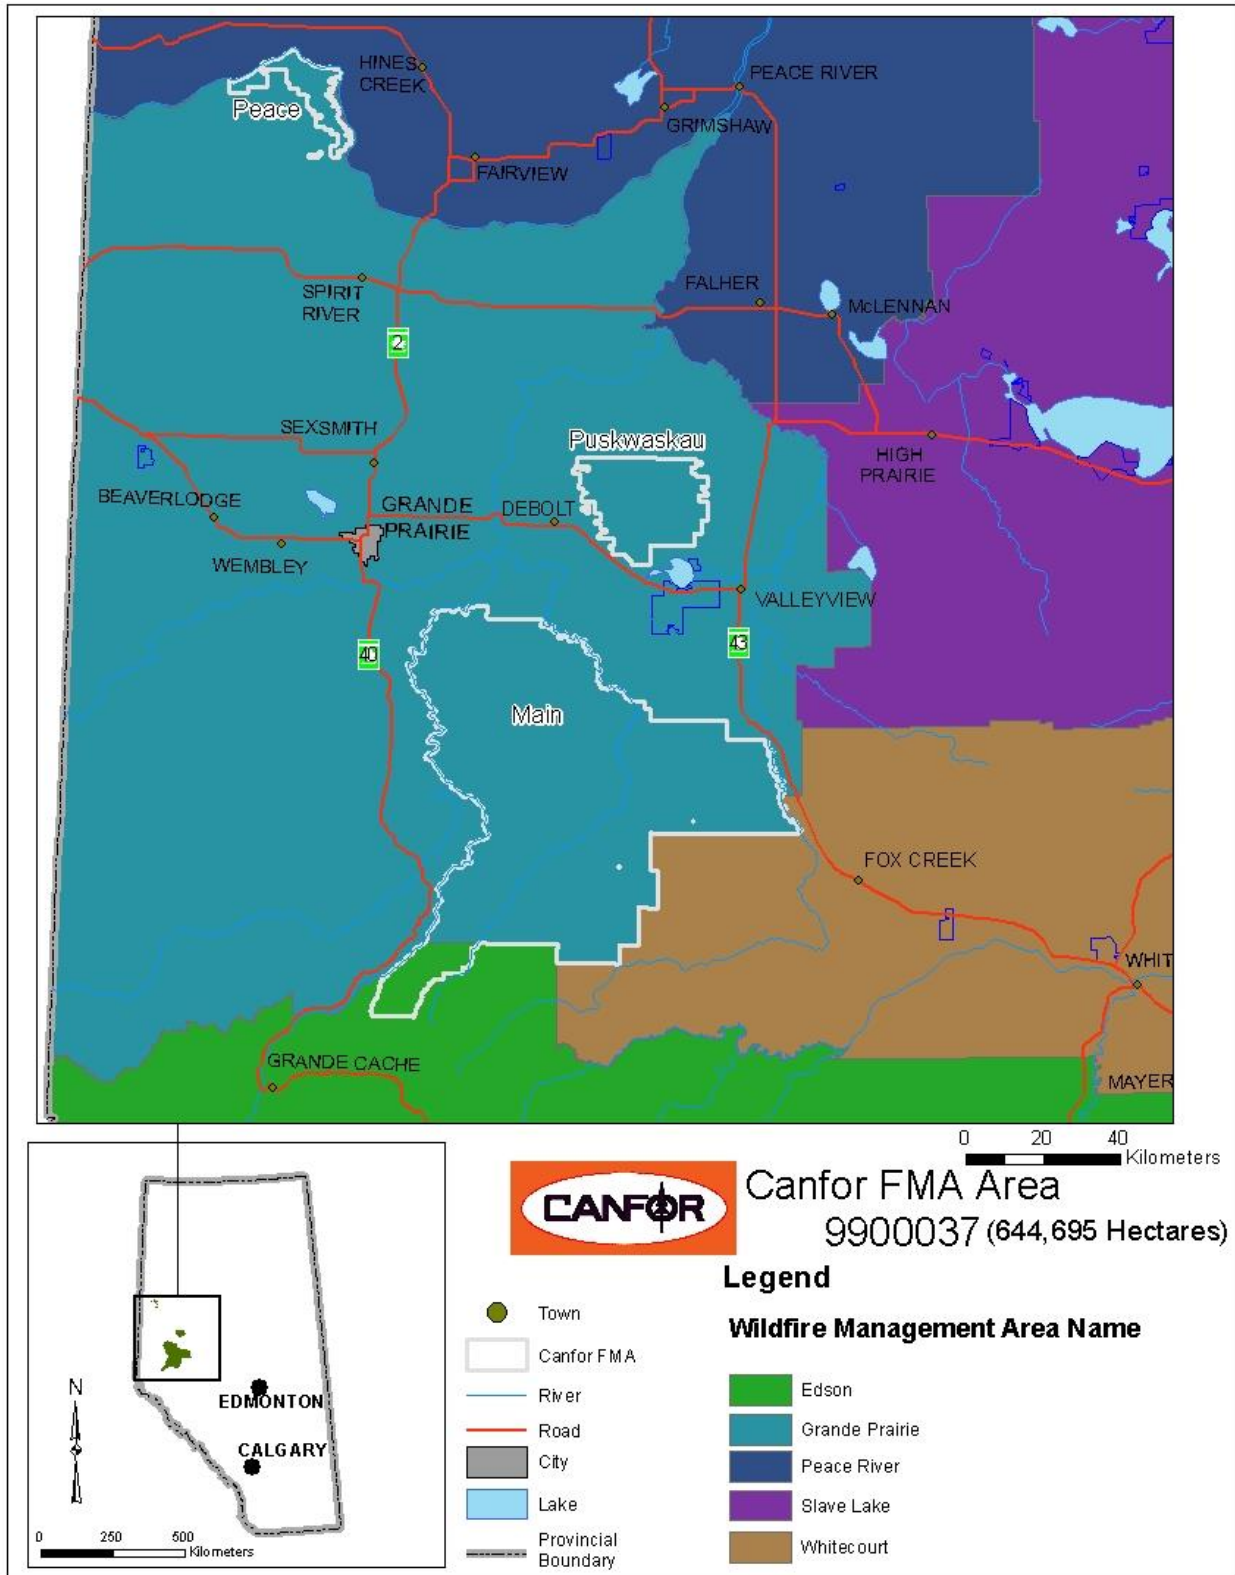 HINES
CREEK
PEACE RIVER
Peace
GRIMSHAW
FAIRVIEW
SPIRIT
RIVER
FALHER
McLENNAN
2
SEXSMITH
Puskwaskau
HIGH
PRAIRIE
BEAVERLODGE
GRANDE
PRAIRIE
DEBOLT
WEMBLEY
VALLEYVIEW
40
43
Main
FOX CREEK
WHIT
GRANDE CACHE
MAYER
0 20 40
Kilometers
CANFOR
Canfor FMA Area
9900037 (644,695 Hectares)
N
EDMONTON
CALGARY
0 250 500
Kilometers
Legend
Town
Canfor FMA
River
Road
City
Lake
Provincial
Boundary
Wildfire Management Area Name
Edson
Grande Prairie
Peace River
Slave Lake
Whitecourt